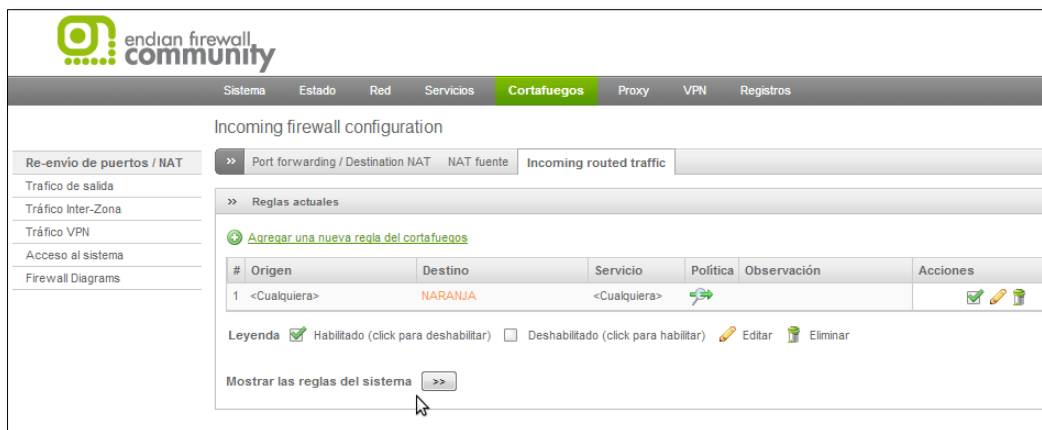 endian firewall
community
Sistema Estado Red Servicios Cortafuegos Proxy VPN Registros
Incoming firewall configuration
Re-envio de puertos / NAT
Trafico de salida
Tráfico Inter-Zona
Tráfico VPN
Acceso al sistema
Firewall Diagrams
>> Port forwarding / Destination NAT NAT fuente Incoming routed traffic
>> Reglas actuales
Agregar una nueva regla del cortafuegos
# Origen Destino Servicio Política Observación Acciones
1 <Cualquiera> NARANJA <Cualquiera>
Leyenda Habilitado (click para deshabilitar) Deshabilitado (click para habilitar) Editar Eliminar
Mostrar las reglas del sistema >>